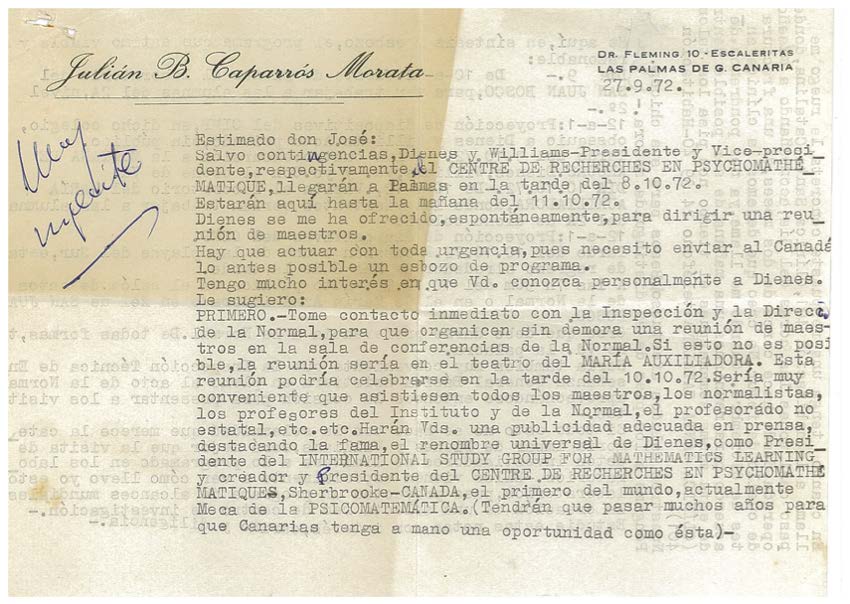 Julián B. Caparrós Morata
DR. FLEMING, 10 - ESCALERITAS
LAS PALMAS DE G. CANARIA
27.9.72.
Muy
urgente
Estimado don José:
Salvo contingencias,Dienes y Williams-Presidente y Vice-preci
dente,respectivamente,del CENTRE DE RECHERCHES EN PSYCHOMATHÉ
MATIQUE,llegarán a Palmas en la tarde del 8.10.72.
Estarán aquí hasta la mañana del 11.10.72.
Dienes se me ha ofrecido,espontáneamente,para dirigir una reu
nión de maestros.
Hay que actuar con toda urgencia,pues necesito enviar al Canadá
lo antes posible un esbozo de programa.
Tengo mucho interés en que Vd. conozca personalmente a Dienes.
Le sugiero:
PRIMERO.-Tome contacto inmediato con la Inspección y la Direcc
de la Normal,para que organicen sin demora una reunión de maes-
tros en la sala de conferencias de la Normal.Si esto no es posi
ble,la reunión sería en el teatro del MARÍA AUXILIADORA. Esta
reunión podría celebrarse en la tarde del 10.10.72.Sería muy
conveniente que asistiesen todos los maestros,los normalistas,
los profesores del Instituto y de la Normal,el profesorado no
estatal,etc.etc.Harán Vds. una publicidad adecuada en prensa,
destacando la fama,el renombre universal de Dienes,como Presi
dente del INTERNATIONAL STUDY GROUP FOR MATHEMATICS LEARNING
y creador y Presidente del CENTRE DE RECHERCHES EN PSYCHOMATHÉ
MATIQUES,Sherbrooke-CANADA,el primero del mundo,actualmente
Meca de la PSICOMATEMÁTICA.(Tendrán que pasar muchos años para
que Canarias tenga a mano una oportunidad como ésta)-